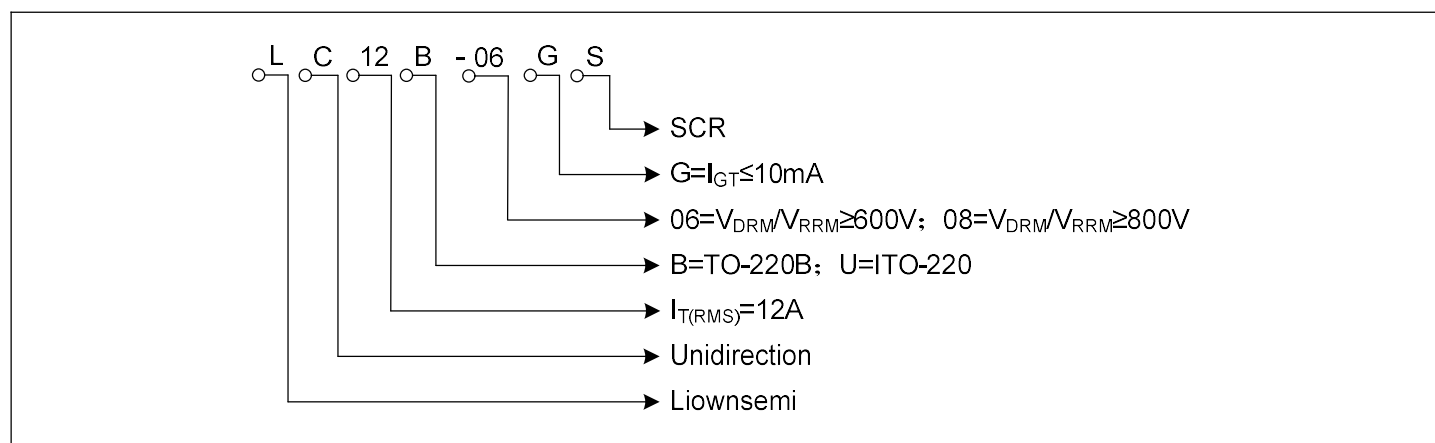 L C 12 B - 06 G S
SCR
G=IGT≤10mA
06=VDRM/VRRM≥600V；08=VDRM/VRRM≥800V
B=TO-220B；U=ITO-220
IT(RMS)=12A
Unidirection
Liownsemi